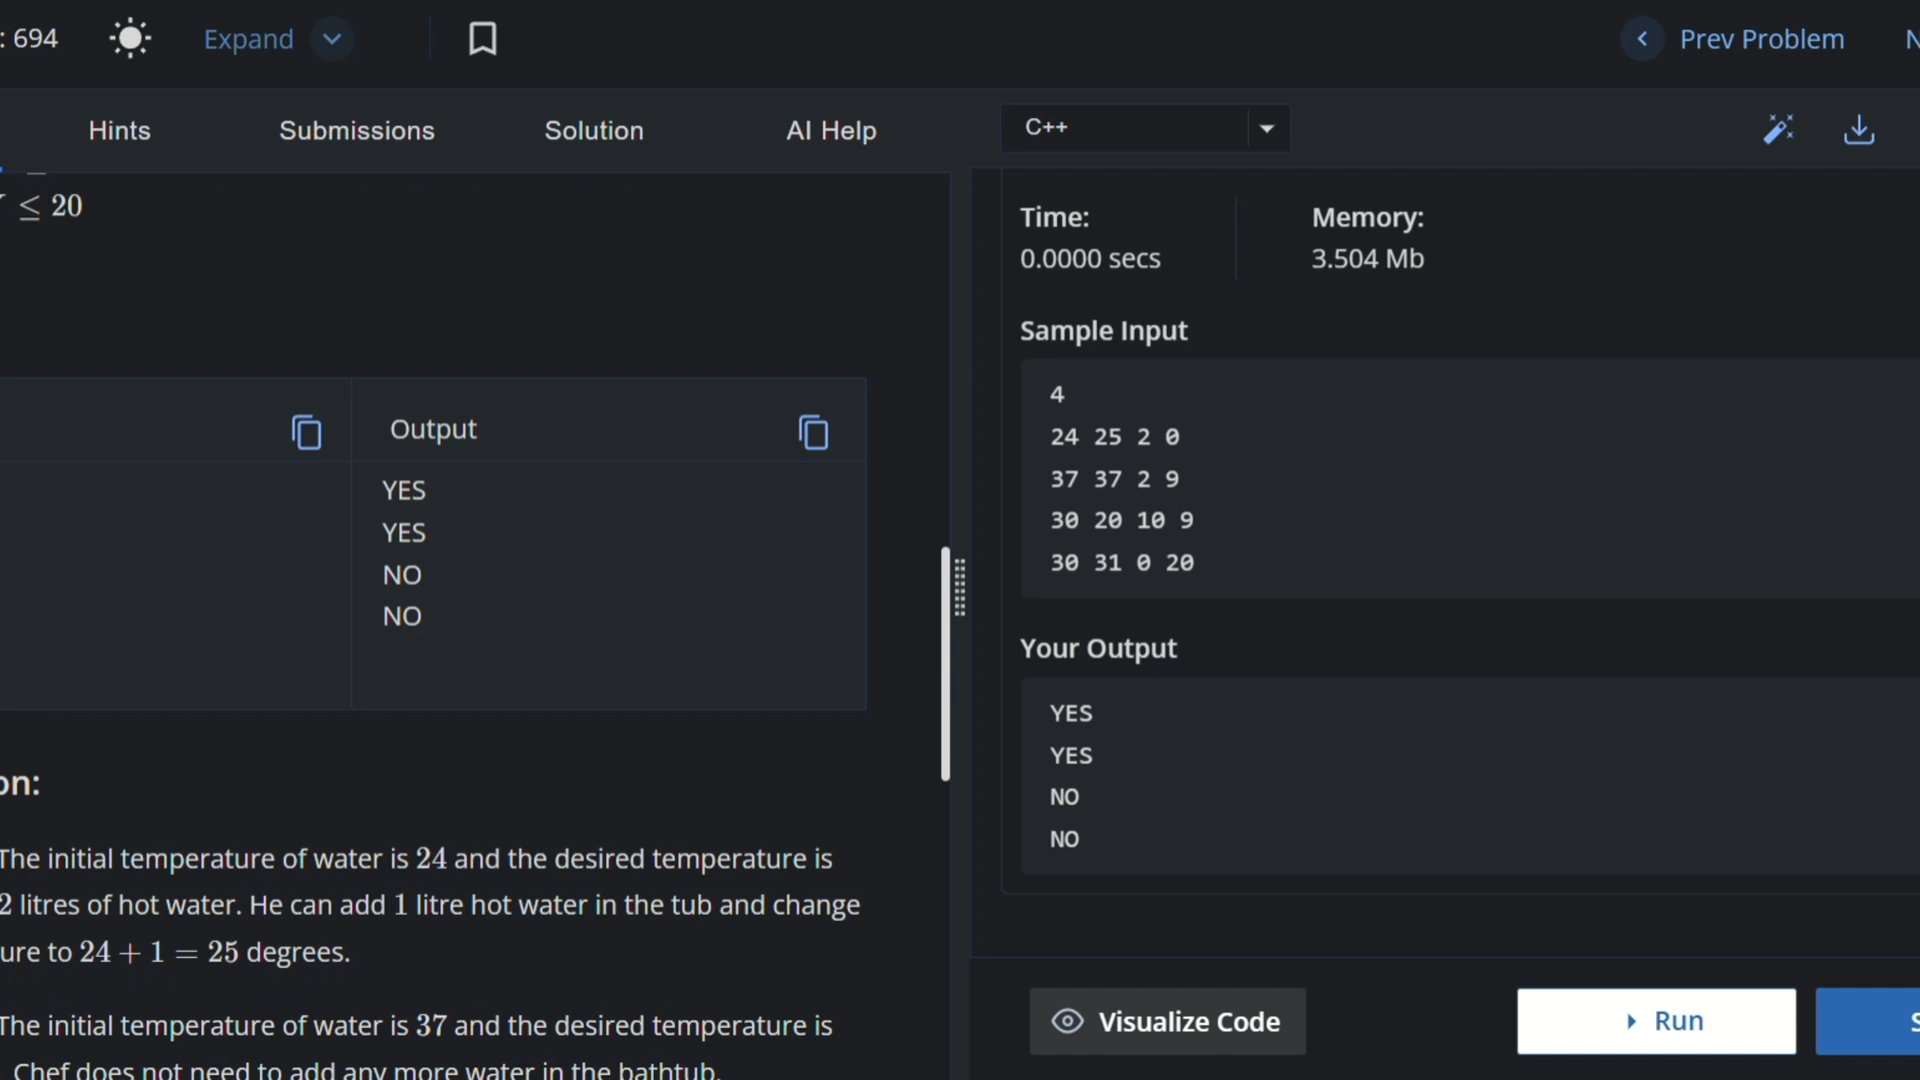 : 694
Expand
Prev Problem
Hints
Submissions
Solution
AI Help
C++
≤ 20
Time:
0.0000 secs
Memory:
3.504 Mb
Sample Input
4
24 25 2 0
37 37 2 9
30 20 10 9
30 31 0 20
Output
YES
YES
NO
NO
Your Output
YES
YES
NO
NO
on:
The initial temperature of water is 24 and the desired temperature is
2 litres of hot water. He can add 1 litre hot water in the tub and change
ure to 24 + 1 = 25 degrees.
The initial temperature of water is 37 and the desired temperature is
. Chef does not need to add any more water in the bathtub.
Visualize Code
Run